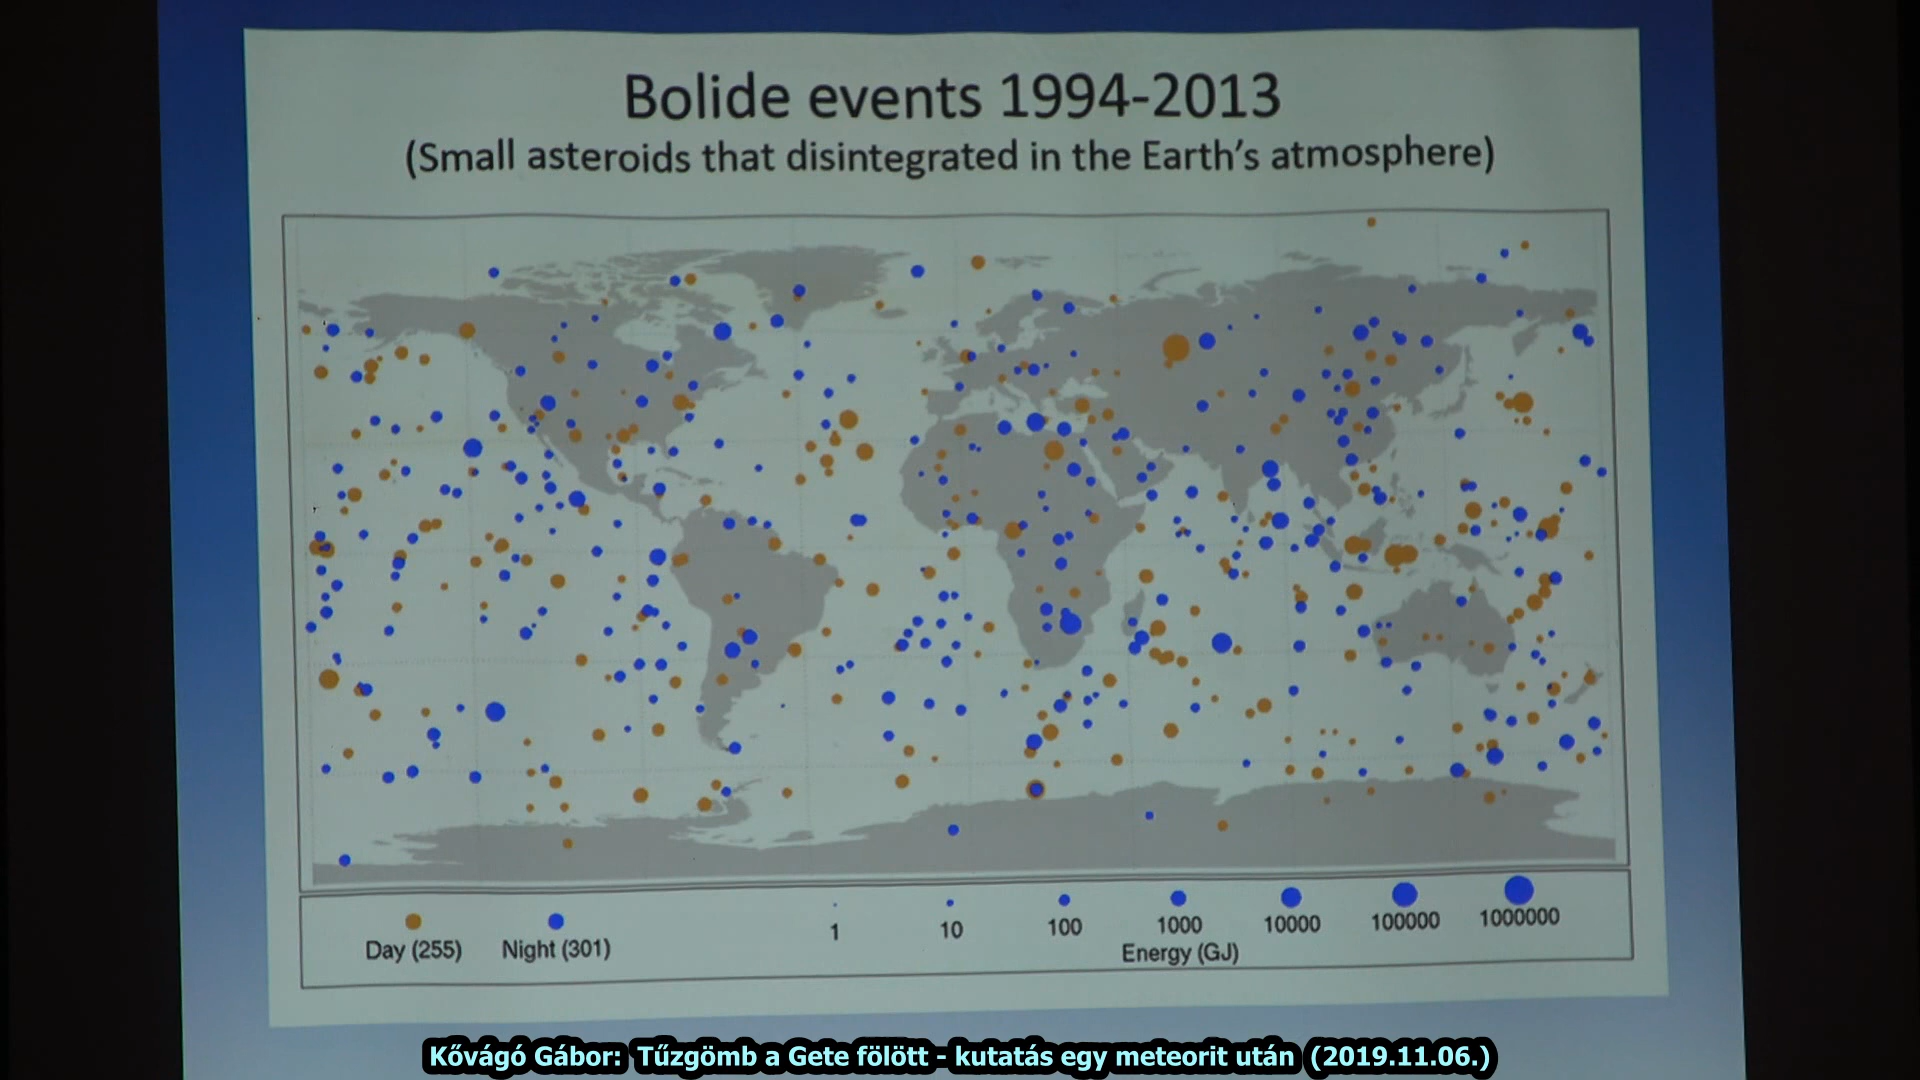 Bolide events 1994-2013
(Small asteroids that disintegrated in the Earth's atmosphere)
Day (255)
Night (301)
1
10
100
1000
10000
100000
1000000
Energy (GJ)
Kővágó Gábor: Tűzgömb a Gete fölött - kutatás egy meteorit után (2019.11.06.)